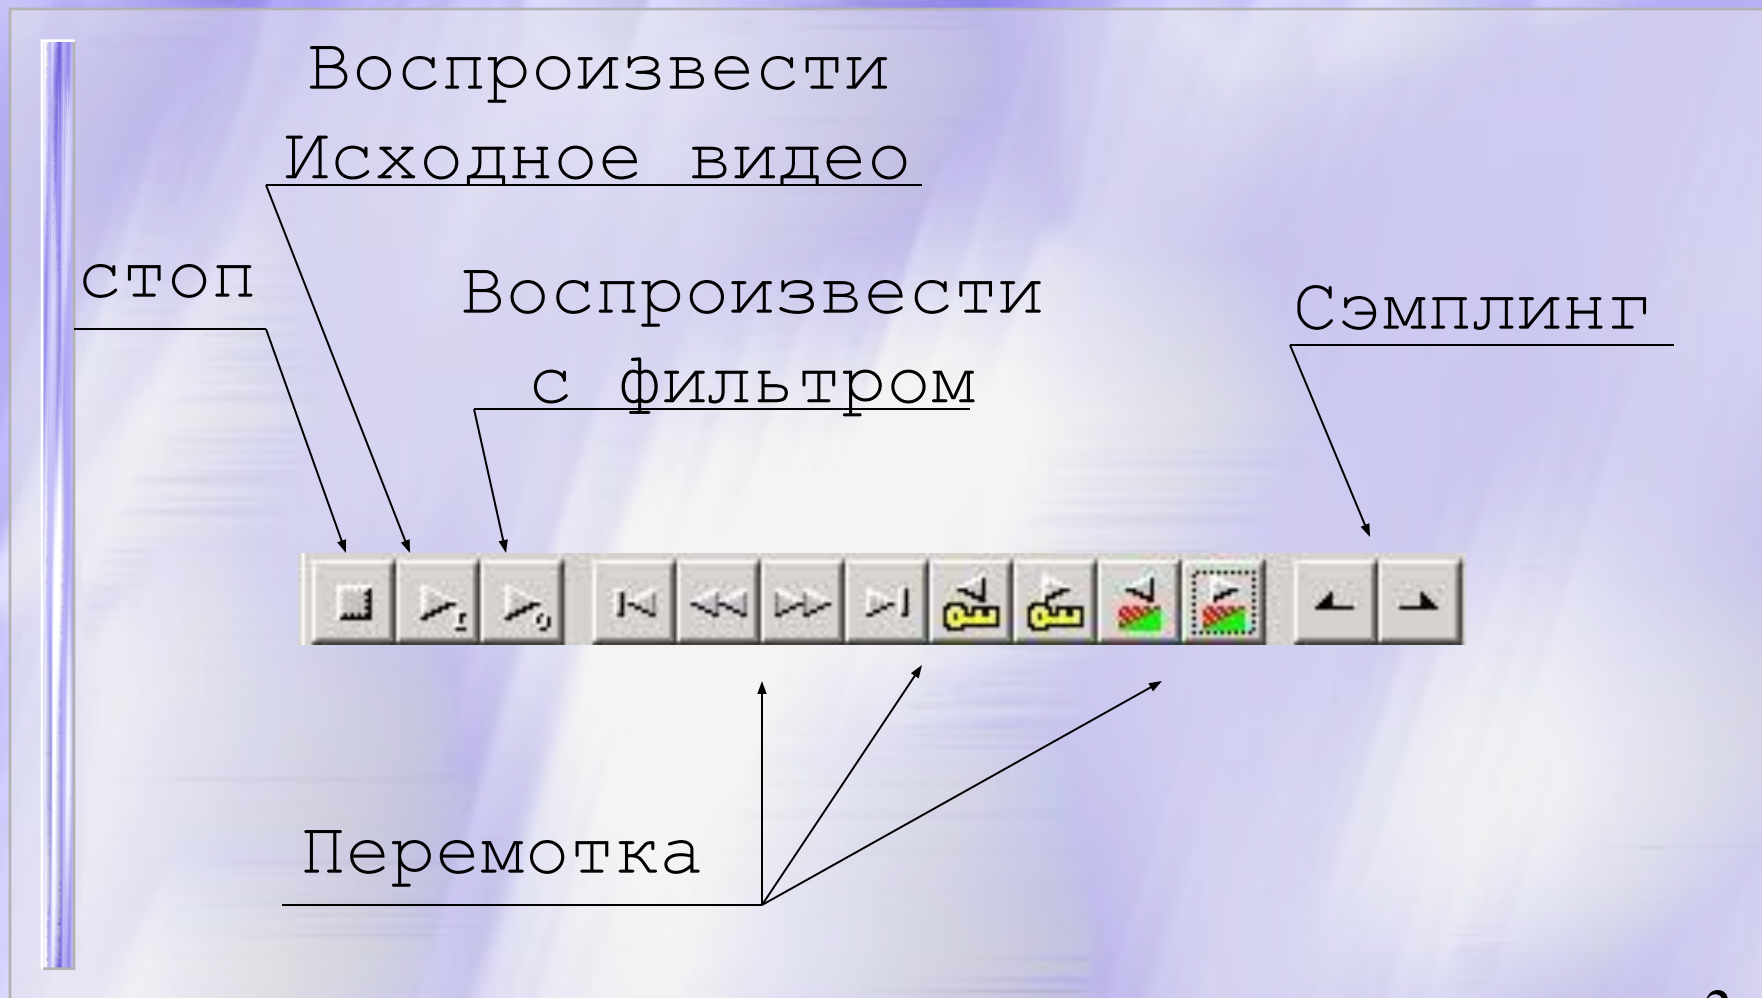 Воспроизвести
Исходное видео
стоп
Воспроизвести
с фильтром
Сэмплинг
Перемотка